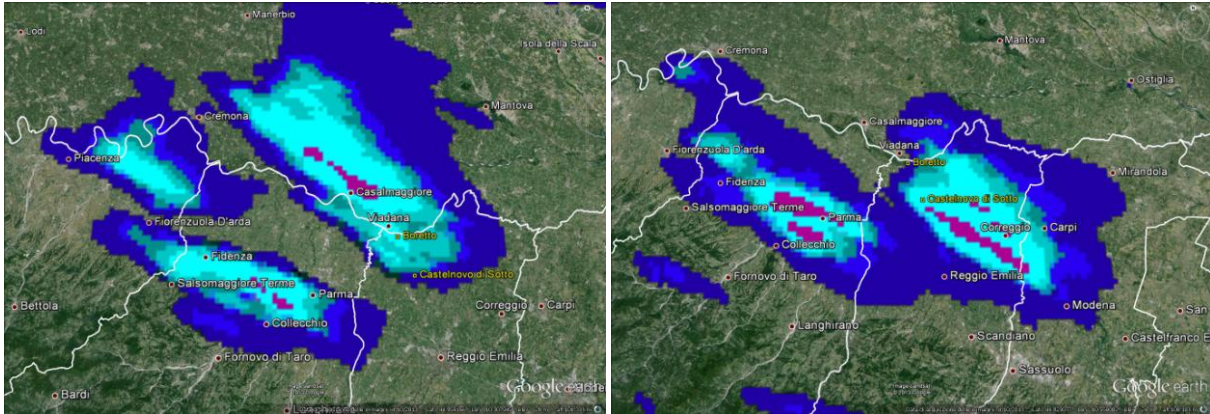 Manerbio
Lodi
Isola della Scala
Mantova
Cremona
Piacenza
Casalmaggiore
Fiorenzuola D'arda
Viadana
Boretto
Fidenza
Castelnovo di Sotto
Salsomaggiore Terme
Parma
Bettola
Correggio
Carpi
Collecchio
Fornovo di Taro
Reggio Emilia
Bardi
Google earth
Mantova
Cremona
Ostiglia
Casalmaggiore
Viadana
Fiorenzuola D'arda
Boretto
Mirandola
Fidenza
Castelnovo di Sotto
Salsomaggiore Terme
Parma
Correggio
Carpi
Collecchio
Fornovo di Taro
Reggio Emilia
Modena
San
Langhirano
Scandiano
Castelfranco E
Sassuolo
Google earth